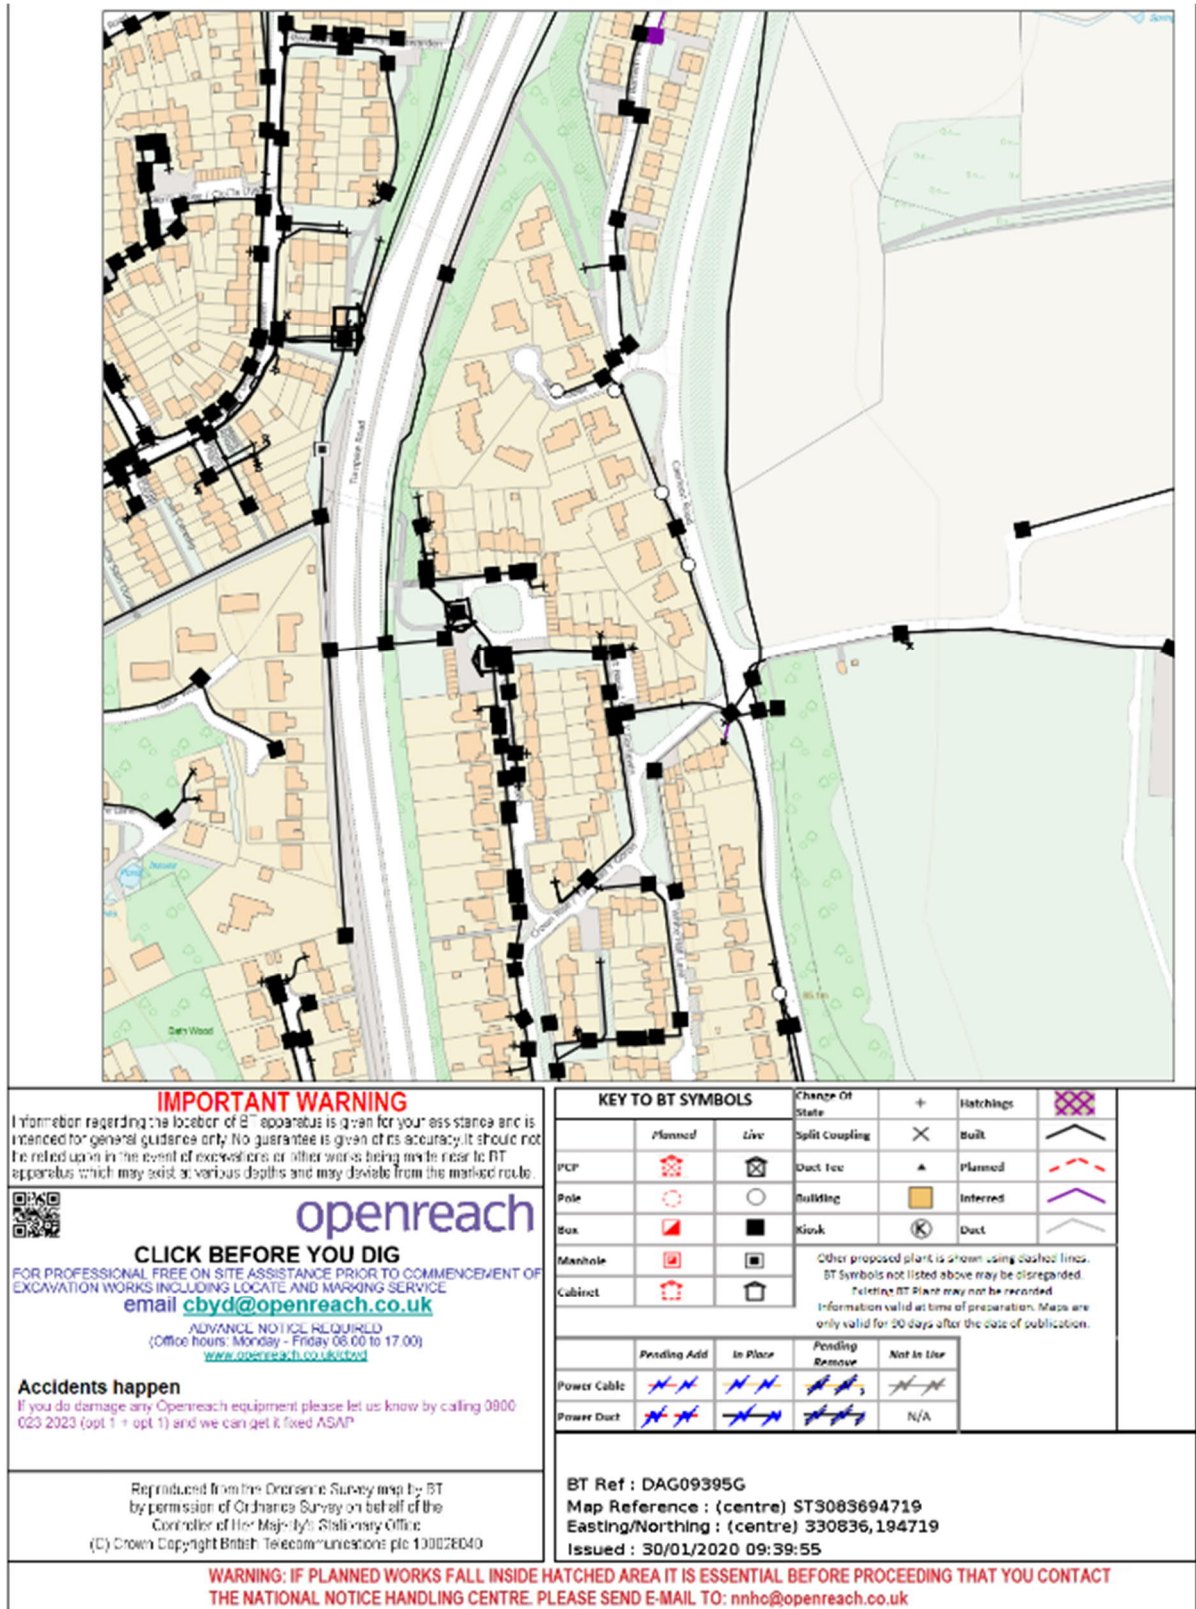 Road
Turnpike Road
Caerleon Road
White Hart Lane
Pond
Issues
Bath Wood
85.1m
IMPORTANT WARNING
Information regarding the location of BT apparatus is given for your assistance and is
intended for general guidance only. No guarantee is given of its accuracy. It should not
be relied upon in the event of excavations or other works being made near to BT
apparatus which may exist at various depths and may deviate from the marked route.
openreach
CLICK BEFORE YOU DIG
FOR PROFESSIONAL FREE ON SITE ASSISTANCE PRIOR TO COMMENCEMENT OF
EXCAVATION WORKS INCLUDING LOCATE AND MARKING SERVICE
email cbyd@openreach.co.uk
ADVANCE NOTICE REQUIRED
(Office hours: Monday - Friday 08.00 to 17.00)
www.openreach.co.uk/cbyd
Accidents happen
If you do damage any Openreach equipment please let us know by calling 0800
023 2023 (opt 1 + opt 1) and we can get it fixed ASAP
Reproduced from the Ordnance Survey map by BT
by permission of Ordnance Survey on behalf of the
Controller of Her Majesty's Stationary Office
(C) Crown Copyright British Telecommunications plc 100028040
KEY TO BT SYMBOLS
Planned Live
PCP
Pole
Box
Manhole
Cabinet
Change Of
State
Hatchings
Split Coupling
Built
Duct Tee
Planned
Building
Inferred
Kiosk
K
Duct
Other proposed plant is shown using dashed lines.
BT Symbols not listed above may be disregarded.
Existing BT Plant may not be recorded
Information valid at time of preparation. Maps are
only valid for 90 days after the date of publication.
Pending Add In Place Pending
Remove Not In Use
Power Cable
Power Duct N/A
BT Ref : DAG09395G
Map Reference : (centre) ST3083694719
Easting/Northing : (centre) 330836,194719
Issued : 30/01/2020 09:39:55
WARNING: IF PLANNED WORKS FALL INSIDE HATCHED AREA IT IS ESSENTIAL BEFORE PROCEEDING THAT YOU CONTACT
THE NATIONAL NOTICE HANDLING CENTRE. PLEASE SEND E-MAIL TO: nnhc@openreach.co.uk